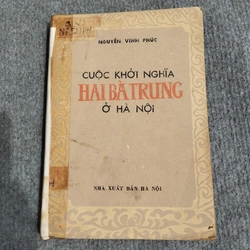 NGUYỄN VINH PHÚC
CUỘC KHỞI NGHĨA
HAI BÀ TRƯNG
Ở HÀ NỘI
NHÀ XUẤT BẢN HÀ NỘI